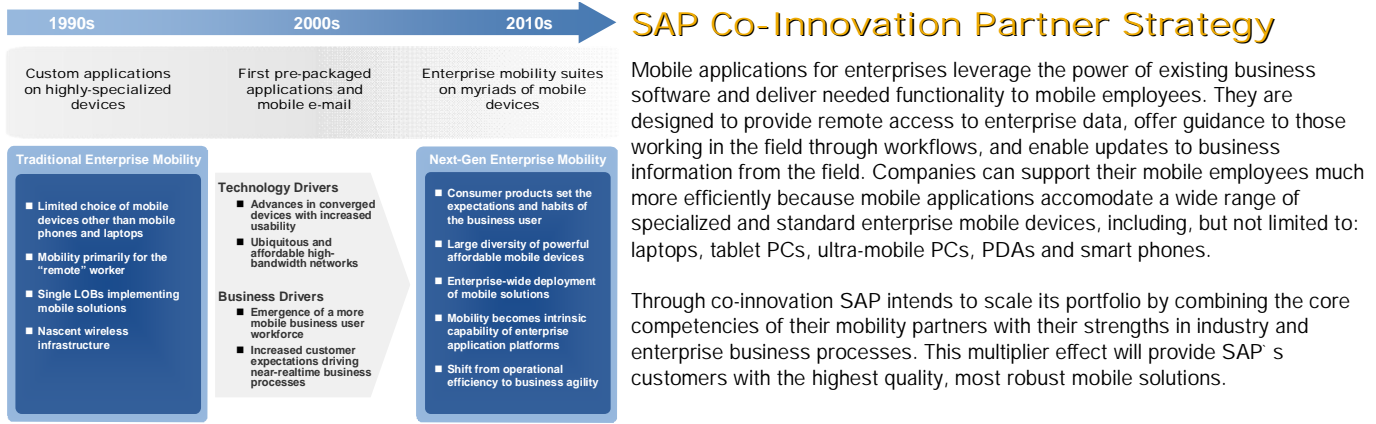 1990s
2000s
2010s
Custom applications
on highly-specialized
devices
First pre-packaged
applications and
mobile e-mail
Enterprise mobility suites
on myriads of mobile
devices
Traditional Enterprise Mobility
Limited choice of mobile
devices other than mobile
phones and laptops
Mobility primarily for the
“remote” worker
Single LOBs implementing
mobile solutions
Nascent wireless
infrastructure
Technology Drivers
Advances in converged
devices with increased
usability
Ubiquitous and
affordable high-
bandwidth networks
Business Drivers
Emergence of a more
mobile business user
workforce
Increased customer
expectations driving
near-realtime business
processes
Next-Gen Enterprise Mobility
Consumer products set the
expectations and habits of
the business user
Large diversity of powerful
affordable mobile devices
Enterprise-wide deployment
of mobile solutions
Mobility becomes intrinsic
capability of enterprise
application platforms
Shift from operational
efficiency to business agility
SAP Co-Innovation Partner Strategy
Mobile applications for enterprises leverage the power of existing business
software and deliver needed functionality to mobile employees. They are
designed to provide remote access to enterprise data, offer guidance to those
working in the field through workflows, and enable updates to business
information from the field. Companies can support their mobile employees much
more efficiently because mobile applications accomodate a wide range of
specialized and standard enterprise mobile devices, including, but not limited to:
laptops, tablet PCs, ultra-mobile PCs, PDAs and smart phones.
Through co-innovation SAP intends to scale its portfolio by combining the core
competencies of their mobility partners with their strengths in industry and
enterprise business processes. This multiplier effect will provide SAP` s
customers with the highest quality, most robust mobile solutions.